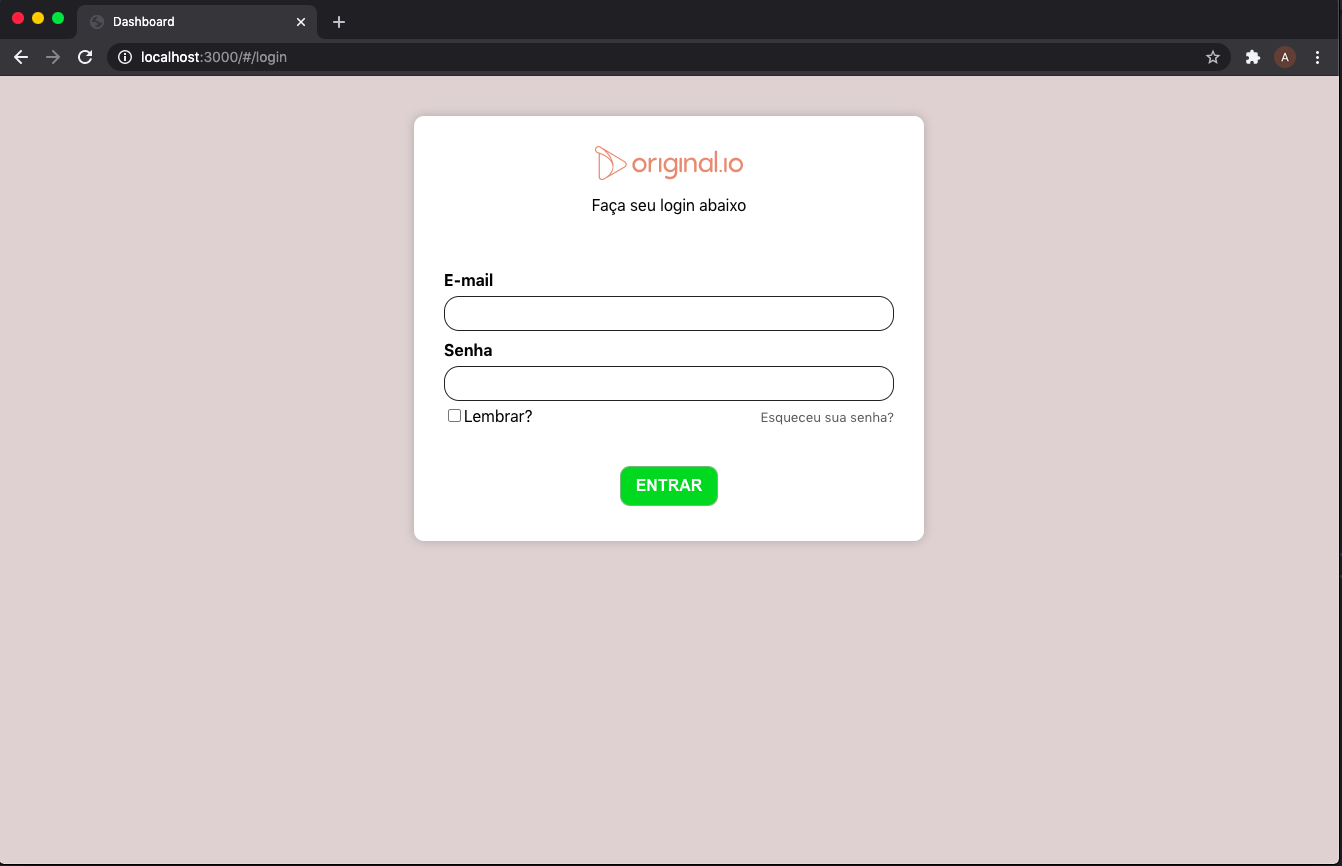 Dashboard
localhost:3000/#/login
A
original.io
Faça seu login abaixo
E-mail
Senha
Lembrar?
Esqueceu sua senha?
ENTRAR